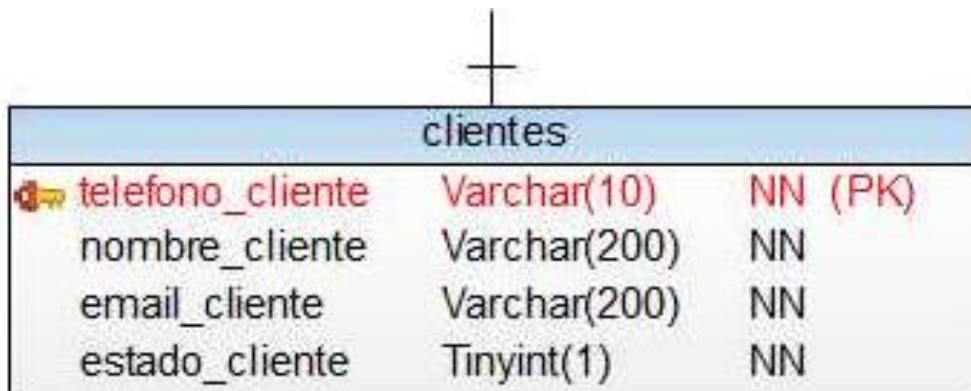 clientes
telefono_cliente Varchar(10) NN (PK)
nombre_cliente Varchar(200) NN
email_cliente Varchar(200) NN
estado_cliente Tinyint(1) NN